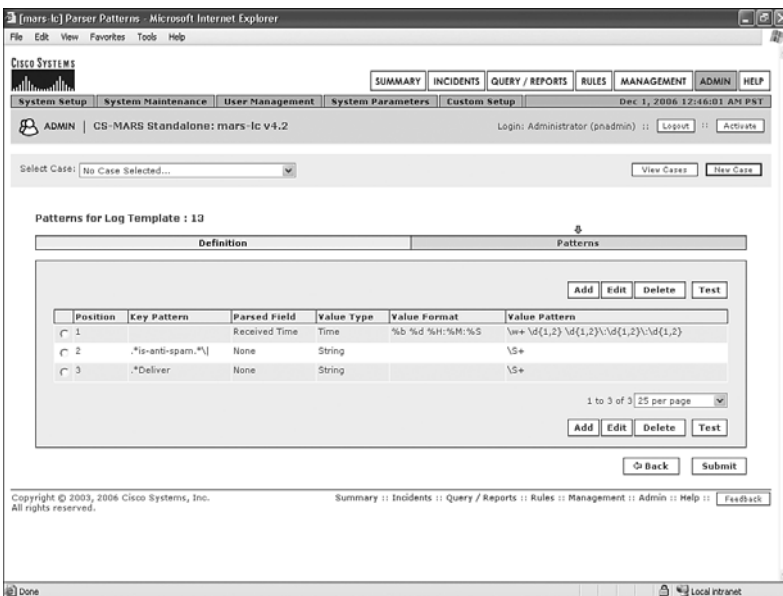 [mars-lc] Parser Patterns - Microsoft Internet Explorer
File Edit View Favorites Tools Help
CISCO SYSTEMS
SUMMARY INCIDENTS QUERY / REPORTS RULES MANAGEMENT ADMIN HELP
System Setup System Maintenance User Management System Parameters Custom Setup Dec 1, 2006 12:46:01 AM PST
ADMIN | CS-MARS Standalone: mars-lc v4.2 Login: Administrator (pnadmin) :: Logout :: Activate
Select Case: No Case Selected... View Cases New Case
Patterns for Log Template : 13
Definition Patterns
Add Edit Delete Test
Position Key Pattern Parsed Field Value Type Value Format Value Pattern
1 Received Time Time %b %d %H:%M:%S \w+ \d{1,2} \d{1,2}\:\d{1,2}\:\d{1,2}
2 .*is-anti-spam.*\| None String \S+
3 .*Deliver None String \S+
1 to 3 of 3 25 per page
Add Edit Delete Test
Back Submit
Copyright © 2003, 2006 Cisco Systems, Inc.
All rights reserved.
Summary :: Incidents :: Query / Reports :: Rules :: Management :: Admin :: Help :: Feedback
Done Local intranet